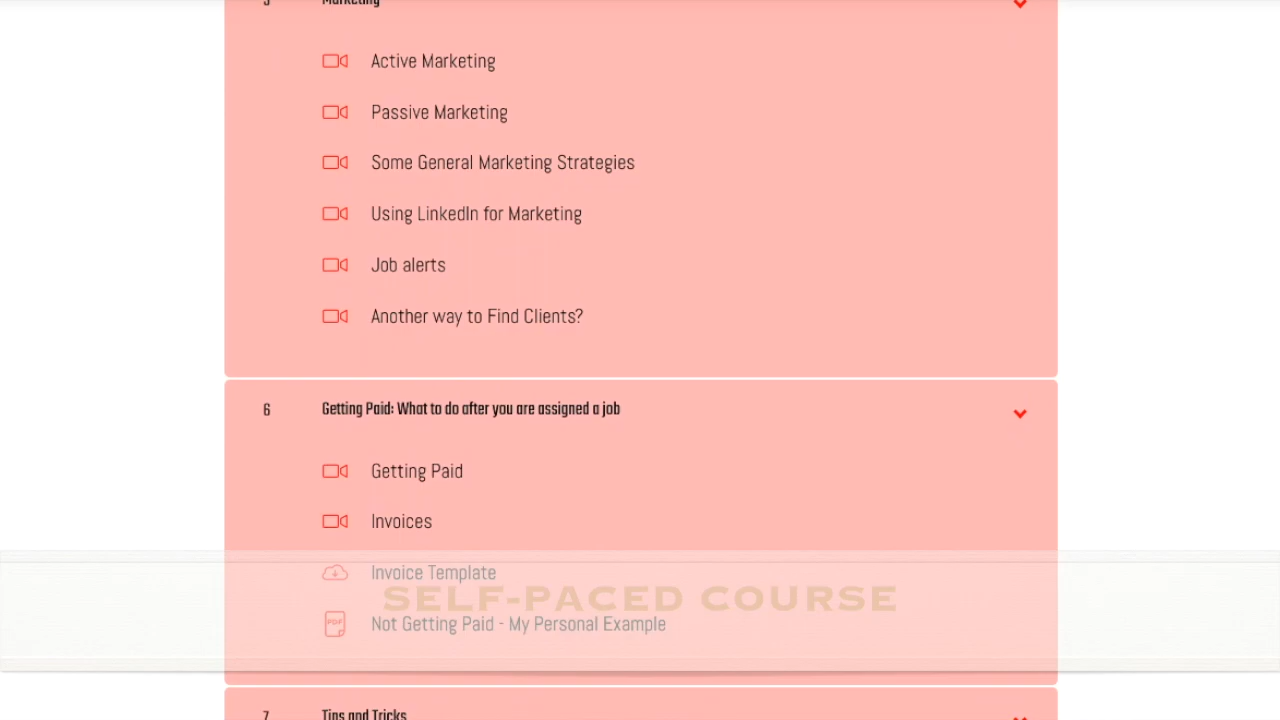 Marketing
Active Marketing
Passive Marketing
Some General Marketing Strategies
Using LinkedIn for Marketing
Job alerts
Another way to Find Clients?
6 Getting Paid: What to do after you are assigned a job
Getting Paid
Invoices
Invoice Template
SELF-PACED COURSE
PDF Not Getting Paid - My Personal Example
7 Tips and Tricks